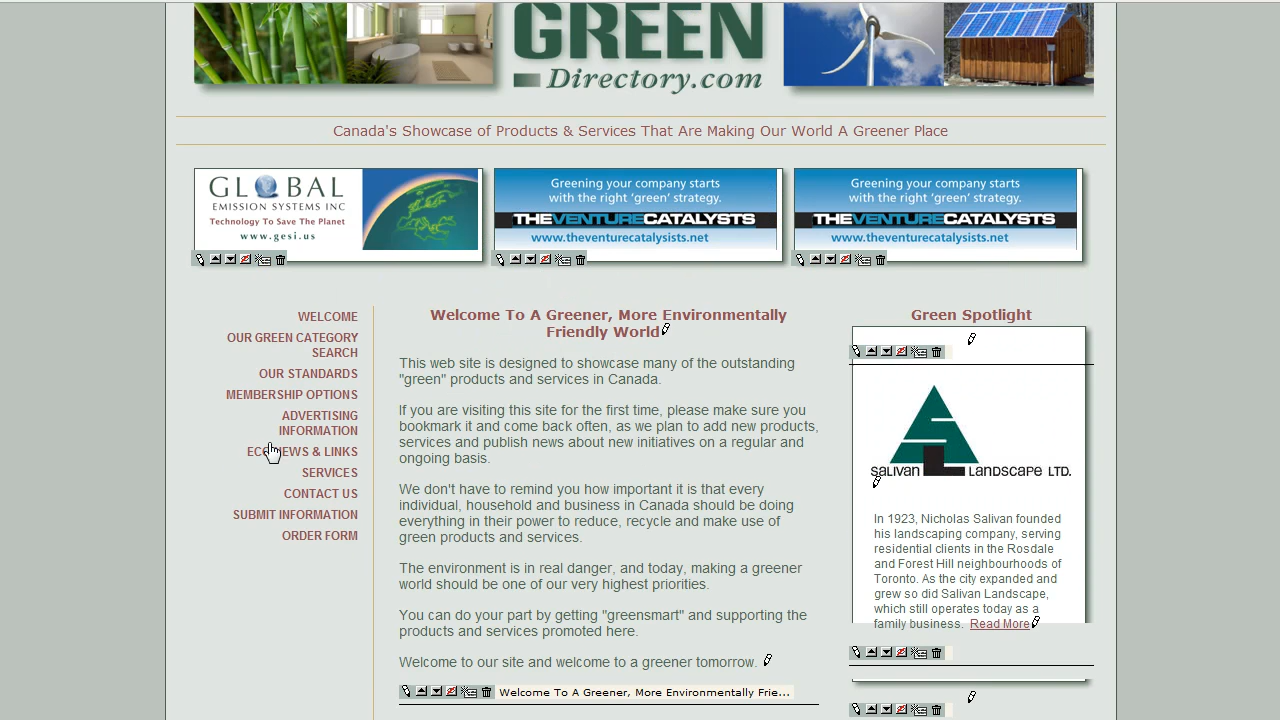 GREEN
Directory.com
Canada's Showcase of Products & Services That Are Making Our World A Greener Place
GLOBAL
EMISSION SYSTEMS INC
Technology To Save The Planet
www.gesi.us
Greening your company starts
with the right 'green' strategy.
THEVENTURECATALYSTS
www.theventurecatalysists.net
Greening your company starts
with the right 'green' strategy.
THEVENTURECATALYSTS
www.theventurecatalysists.net
WELCOME
OUR GREEN CATEGORY
SEARCH
OUR STANDARDS
MEMBERSHIP OPTIONS
ADVERTISING
INFORMATION
ECO NEWS & LINKS
SERVICES
CONTACT US
SUBMIT INFORMATION
ORDER FORM
Welcome To A Greener, More Environmentally
Friendly World
This web site is designed to showcase many of the outstanding
"green" products and services in Canada.
If you are visiting this site for the first time, please make sure you
bookmark it and come back often, as we plan to add new products,
services and publish news about new initiatives on a regular and
ongoing basis.
We don't have to remind you how important it is that every
individual, household and business in Canada should be doing
everything in their power to reduce, recycle and make use of
green products and services.
The environment is in real danger, and today, making a greener
world should be one of our very highest priorities.
You can do your part by getting "greensmart" and supporting the
products and services promoted here.
Welcome to our site and welcome to a greener tomorrow.
Welcome To A Greener, More Environmentally Frie...
Green Spotlight
SALIVAN LANDSCAPE LTD.
In 1923, Nicholas Salivan founded
his landscaping company, serving
residential clients in the Rosdale
and Forest Hill neighbourhoods of
Toronto. As the city expanded and
grew so did Salivan Landscape,
which still operates today as a
family business. Read More